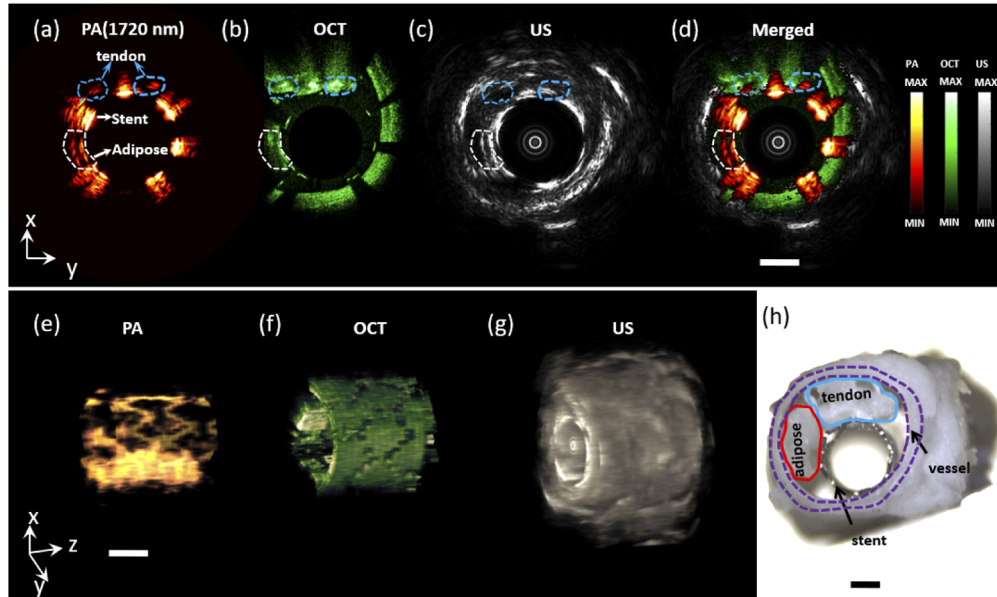 (a) PA(1720 nm)
tendon
Stent
Adipose
x
y
(b) OCT
(c) US
(d) Merged
PA OCT US
MAX MAX MAX
MIN MIN MIN
(e) PA
x
z
y
(f) OCT
(g) US
(h)
tendon
adipose
vessel
stent